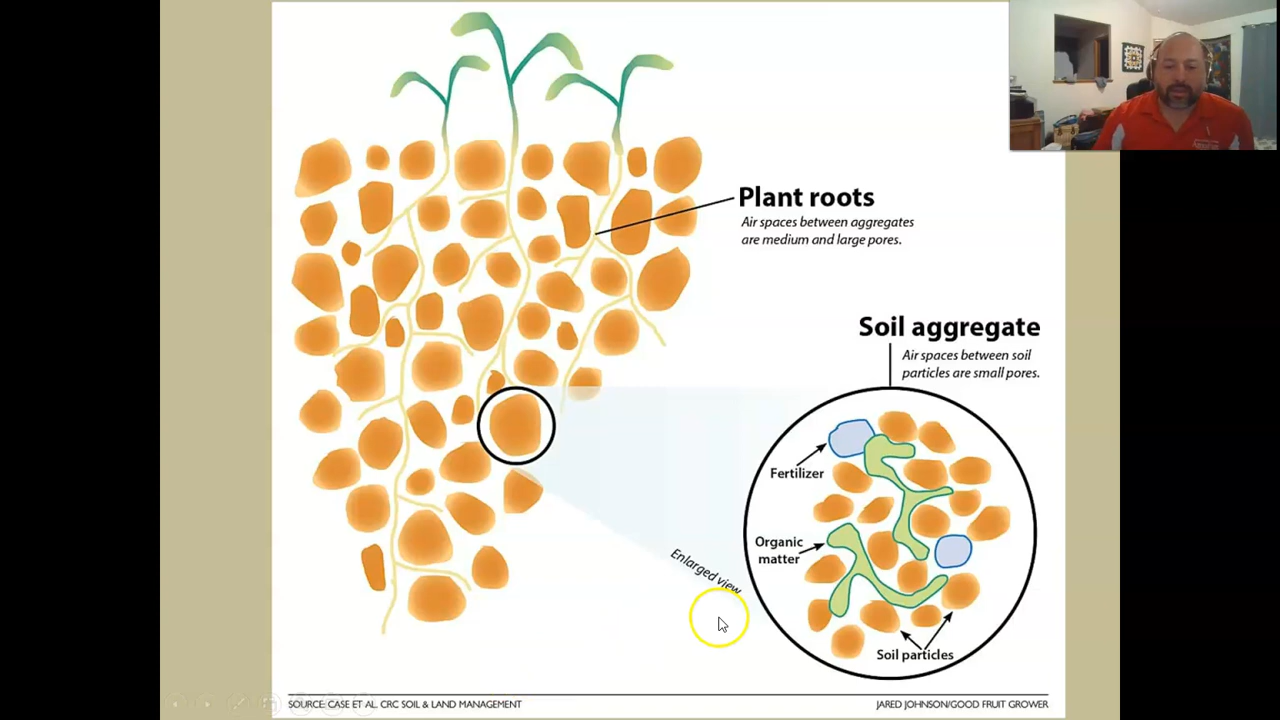 Plant roots
Air spaces between aggregates
are medium and large pores.
Soil aggregate
Air spaces between soil
particles are small pores.
Fertilizer
Organic
matter
Enlarged view
Soil particles
SOURCE: CASE ET AL. CRC SOIL & LAND MANAGEMENT
JARED JOHNSON/GOOD FRUIT GROWER